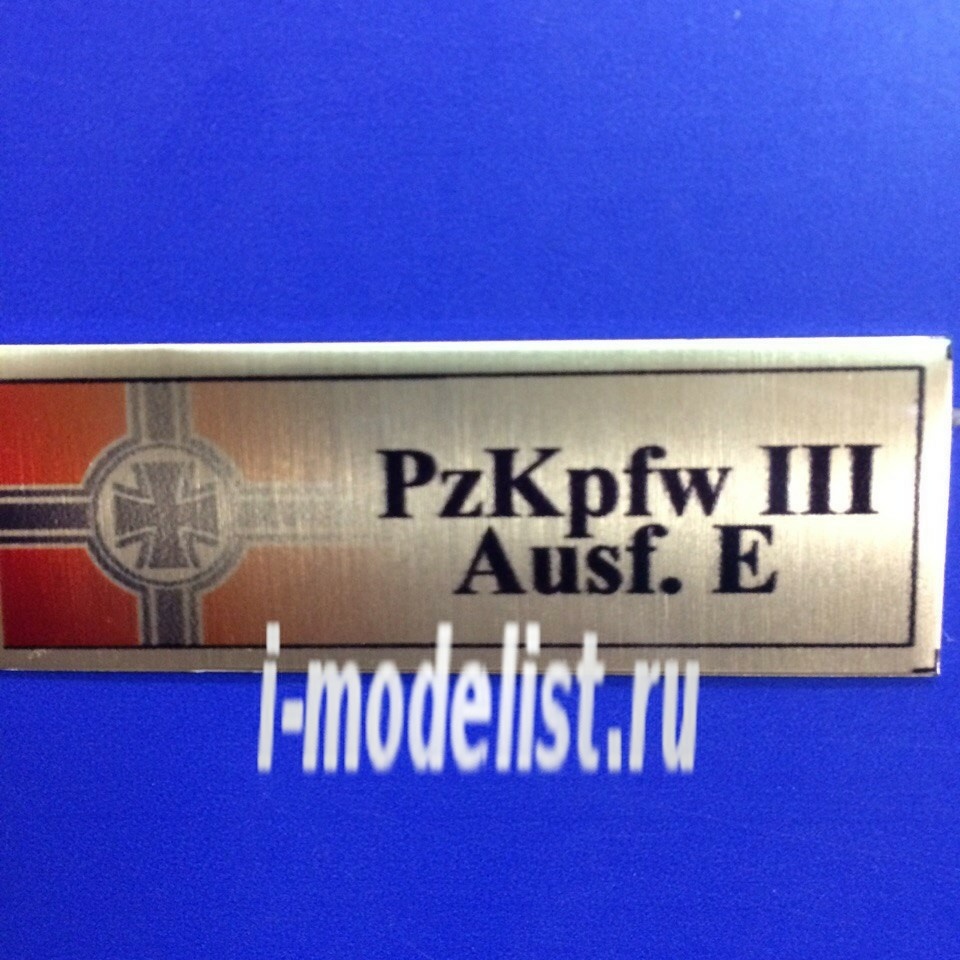 PzKpfw III
Ausf. E
i-modelist.ru